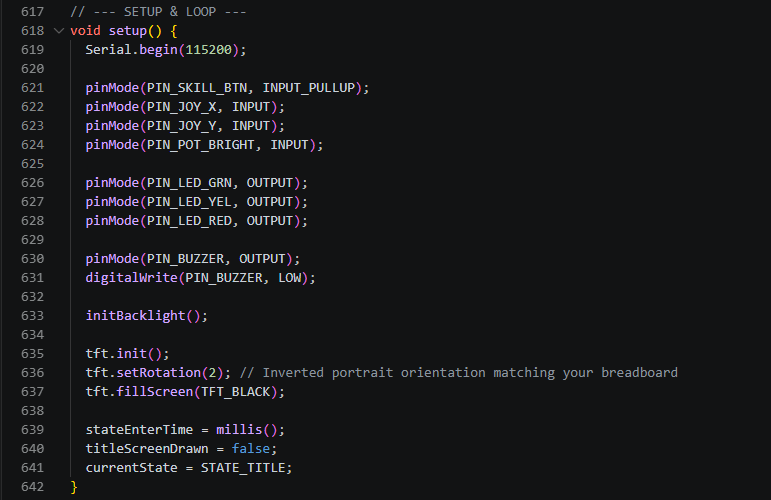 617 // --- SETUP & LOOP ---
618 void setup() {
619 Serial.begin(115200);
620
621 pinMode(PIN_SKILL_BTN, INPUT_PULLUP);
622 pinMode(PIN_JOY_X, INPUT);
623 pinMode(PIN_JOY_Y, INPUT);
624 pinMode(PIN_POT_BRIGHT, INPUT);
625
626 pinMode(PIN_LED_GRN, OUTPUT);
627 pinMode(PIN_LED_YEL, OUTPUT);
628 pinMode(PIN_LED_RED, OUTPUT);
629
630 pinMode(PIN_BUZZER, OUTPUT);
631 digitalWrite(PIN_BUZZER, LOW);
632
633 initBacklight();
634
635 tft.init();
636 tft.setRotation(2); // Inverted portrait orientation matching your breadboard
637 tft.fillScreen(TFT_BLACK);
638
639 stateEnterTime = millis();
640 titleScreenDrawn = false;
641 currentState = STATE_TITLE;
642 }